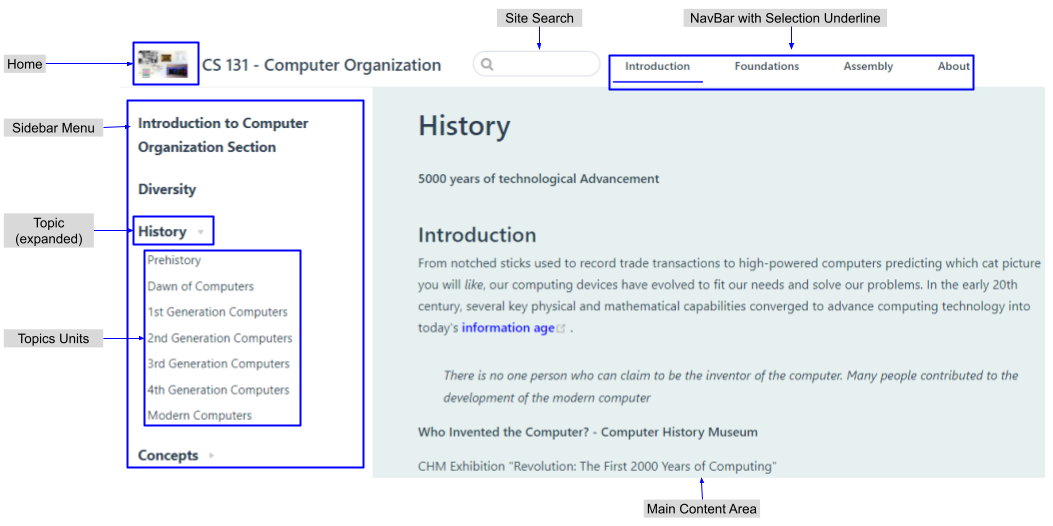 Site Search
NavBar with Selection Underline
Home
CS 131 - Computer Organization
Introduction
Foundations
Assembly
About
Sidebar Menu
Introduction to Computer
Organization Section
Diversity
Topic
(expanded)
History
Topics Units
Prehistory
Dawn of Computers
1st Generation Computers
2nd Generation Computers
3rd Generation Computers
4th Generation Computers
Modern Computers
Concepts
History
5000 years of technological Advancement
Introduction
From notched sticks used to record trade transactions to high-powered computers predicting which cat picture
you will like, our computing devices have evolved to fit our needs and solve our problems. In the early 20th
century, several key physical and mathematical capabilities converged to advance computing technology into
today's information age .
There is no one person who can claim to be the inventor of the computer. Many people contributed to the
development of the modern computer
Who Invented the Computer? - Computer History Museum
CHM Exhibition "Revolution: The First 2000 Years of Computing"
Main Content Area